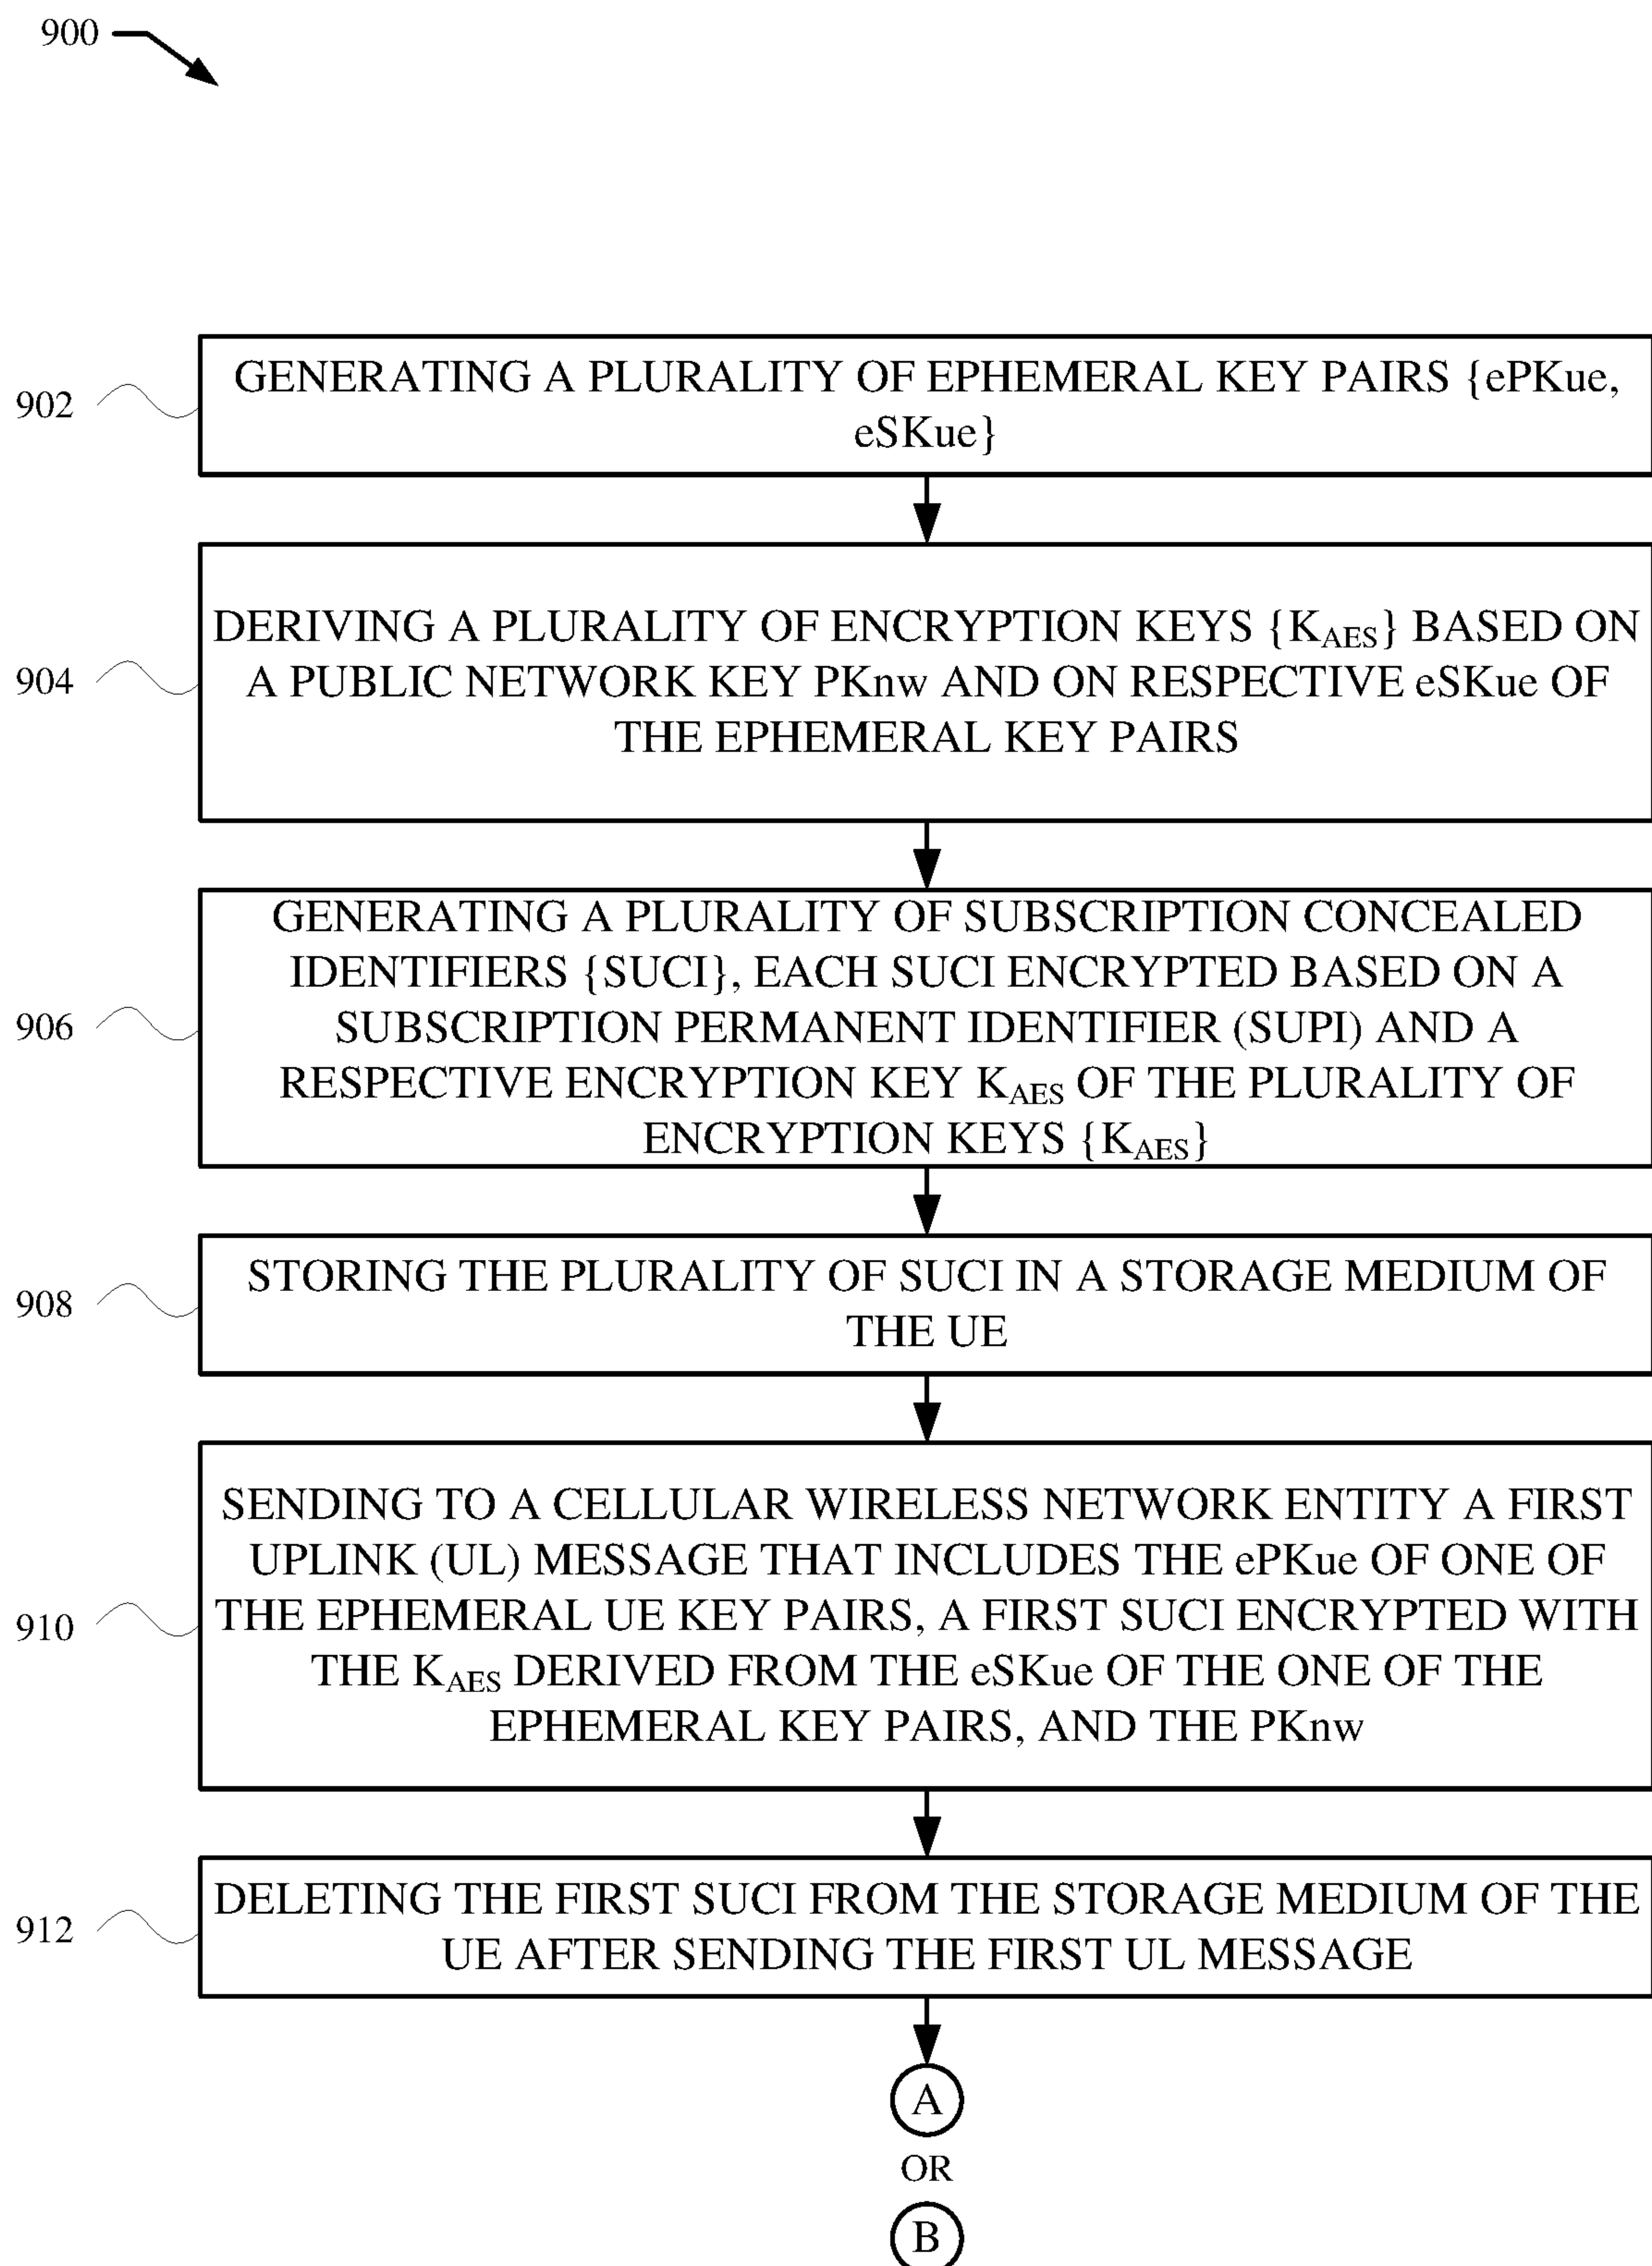 900
902
GENERATING A PLURALITY OF EPHEMERAL KEY PAIRS {ePKue,
eSKue}
904
DERIVING A PLURALITY OF ENCRYPTION KEYS {KAES} BASED ON
A PUBLIC NETWORK KEY PKnw AND ON RESPECTIVE eSKue OF
THE EPHEMERAL KEY PAIRS
906
GENERATING A PLURALITY OF SUBSCRIPTION CONCEALED
IDENTIFIERS {SUCI}, EACH SUCI ENCRYPTED BASED ON A
SUBSCRIPTION PERMANENT IDENTIFIER (SUPI) AND A
RESPECTIVE ENCRYPTION KEY KAES OF THE PLURALITY OF
ENCRYPTION KEYS {KAES}
908
STORING THE PLURALITY OF SUCI IN A STORAGE MEDIUM OF
THE UE
910
SENDING TO A CELLULAR WIRELESS NETWORK ENTITY A FIRST
UPLINK (UL) MESSAGE THAT INCLUDES THE ePKue OF ONE OF
THE EPHEMERAL UE KEY PAIRS, A FIRST SUCI ENCRYPTED WITH
THE KAES DERIVED FROM THE eSKue OF THE ONE OF THE
EPHEMERAL KEY PAIRS, AND THE PKnw
912
DELETING THE FIRST SUCI FROM THE STORAGE MEDIUM OF THE
UE AFTER SENDING THE FIRST UL MESSAGE
A
OR
B